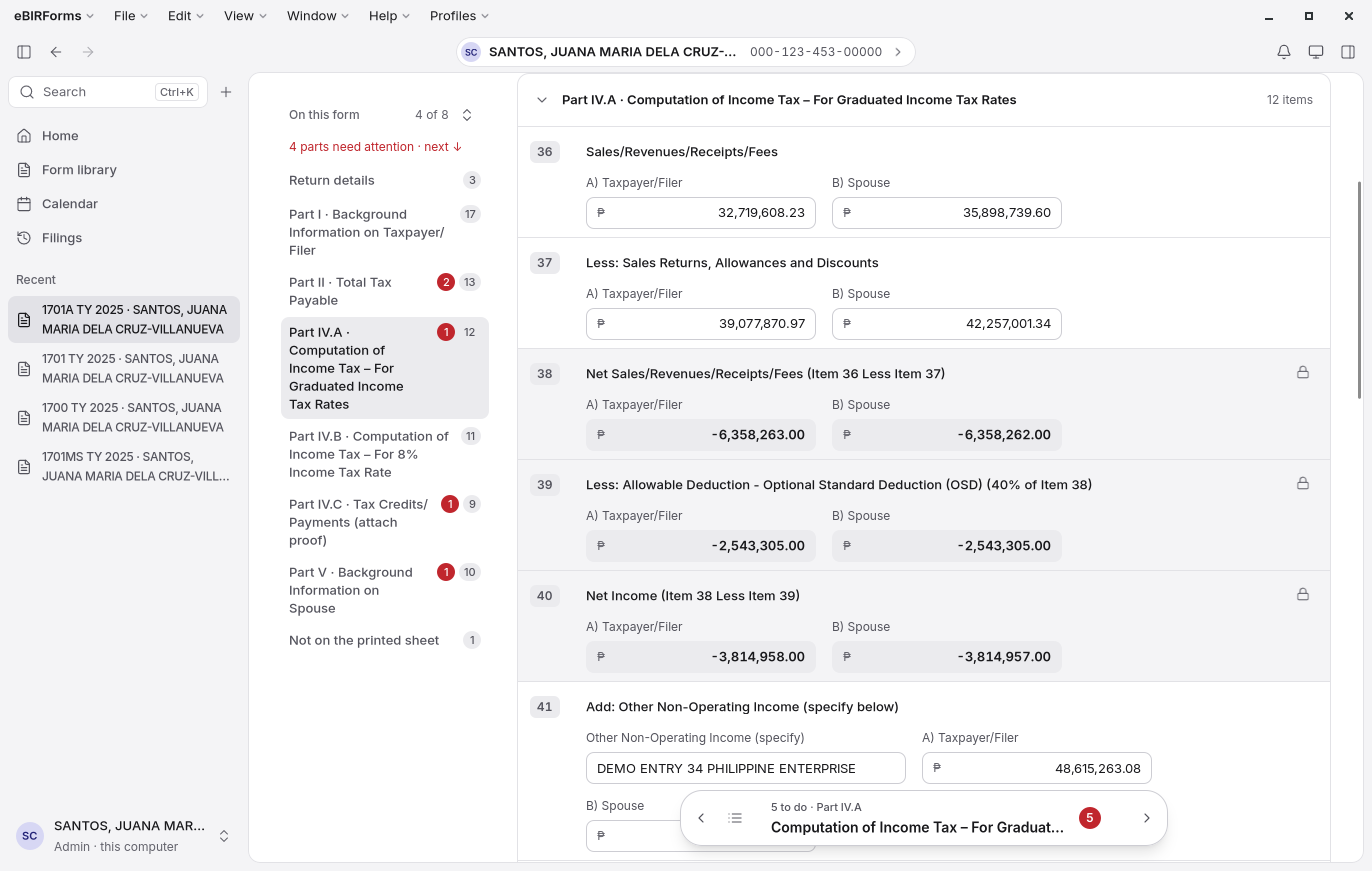 eBIRForms File Edit View Window Help Profiles
SC SANTOS, JUANA MARIA DELA CRUZ-... 000-123-453-00000
Search Ctrl+K
Home
Form library
Calendar
Filings
Recent
1701A TY 2025 · SANTOS, JUANA
MARIA DELA CRUZ-VILLANUEVA
1701 TY 2025 · SANTOS, JUANA
MARIA DELA CRUZ-VILLANUEVA
1700 TY 2025 · SANTOS, JUANA
MARIA DELA CRUZ-VILLANUEVA
1701MS TY 2025 · SANTOS,
JUANA MARIA DELA CRUZ-VILL...
SC SANTOS, JUANA MAR...
Admin · this computer
On this form 4 of 8
4 parts need attention · next ↓
Return details 3
Part I · Background 17
Information on Taxpayer/
Filer
Part II · Total Tax 2 13
Payable
Part IV.A · 1 12
Computation of
Income Tax – For
Graduated Income
Tax Rates
Part IV.B · Computation of 11
Income Tax – For 8%
Income Tax Rate
Part IV.C · Tax Credits/ 1 9
Payments (attach
proof)
Part V · Background 1 10
Information on
Spouse
Not on the printed sheet 1
Part IV.A · Computation of Income Tax – For Graduated Income Tax Rates 12 items
36 Sales/Revenues/Receipts/Fees
A) Taxpayer/Filer B) Spouse
₱ 32,719,608.23 ₱ 35,898,739.60
37 Less: Sales Returns, Allowances and Discounts
A) Taxpayer/Filer B) Spouse
₱ 39,077,870.97 ₱ 42,257,001.34
38 Net Sales/Revenues/Receipts/Fees (Item 36 Less Item 37)
A) Taxpayer/Filer B) Spouse
₱ -6,358,263.00 ₱ -6,358,262.00
39 Less: Allowable Deduction - Optional Standard Deduction (OSD) (40% of Item 38)
A) Taxpayer/Filer B) Spouse
₱ -2,543,305.00 ₱ -2,543,305.00
40 Net Income (Item 38 Less Item 39)
A) Taxpayer/Filer B) Spouse
₱ -3,814,958.00 ₱ -3,814,957.00
41 Add: Other Non-Operating Income (specify below)
Other Non-Operating Income (specify) A) Taxpayer/Filer
DEMO ENTRY 34 PHILIPPINE ENTERPRISE ₱ 48,615,263.08
B) Spouse
₱
5 to do · Part IV.A
Computation of Income Tax – For Graduat... 5